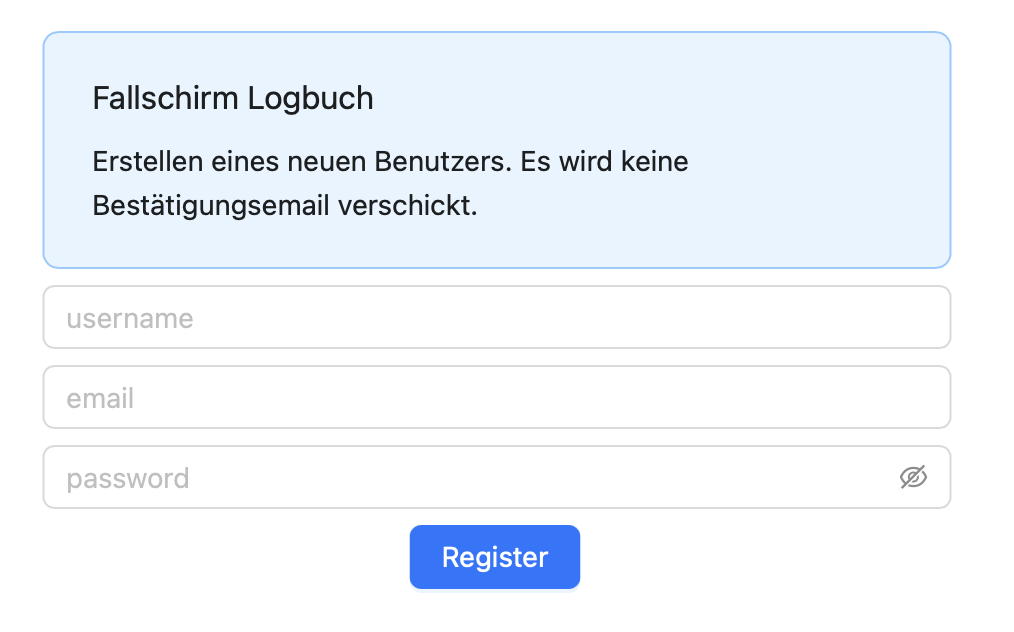 Fallschirm Logbuch
Erstellen eines neuen Benutzers. Es wird keine
Bestätigungsemail verschickt.
username
email
password
Register